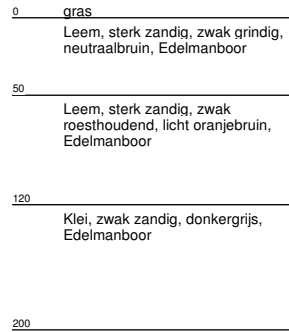 0 gras
Leem, sterk zandig, zwak grindig,
neutraalbruin, Edelmanboor
50
Leem, sterk zandig, zwak
roesthoudend, licht oranjebruin,
Edelmanboor
120
Klei, zwak zandig, donkergrijs,
Edelmanboor
200